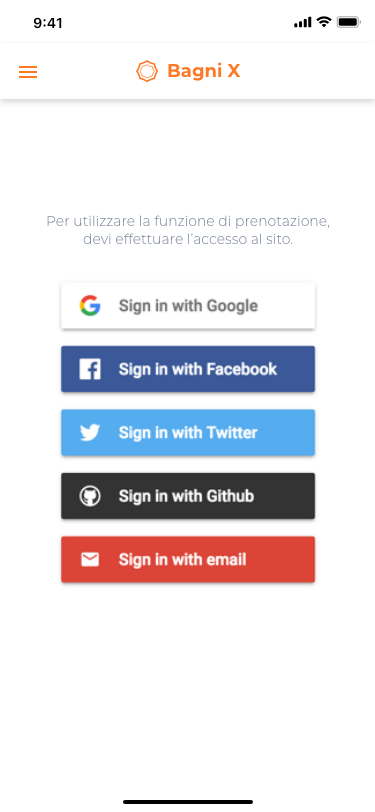 9:41
Bagni X
Per utilizzare la funzione di prenotazione,
devi effettuare l'accesso al sito.
Sign in with Google
Sign in with Facebook
Sign in with Twitter
Sign in with Github
Sign in with email